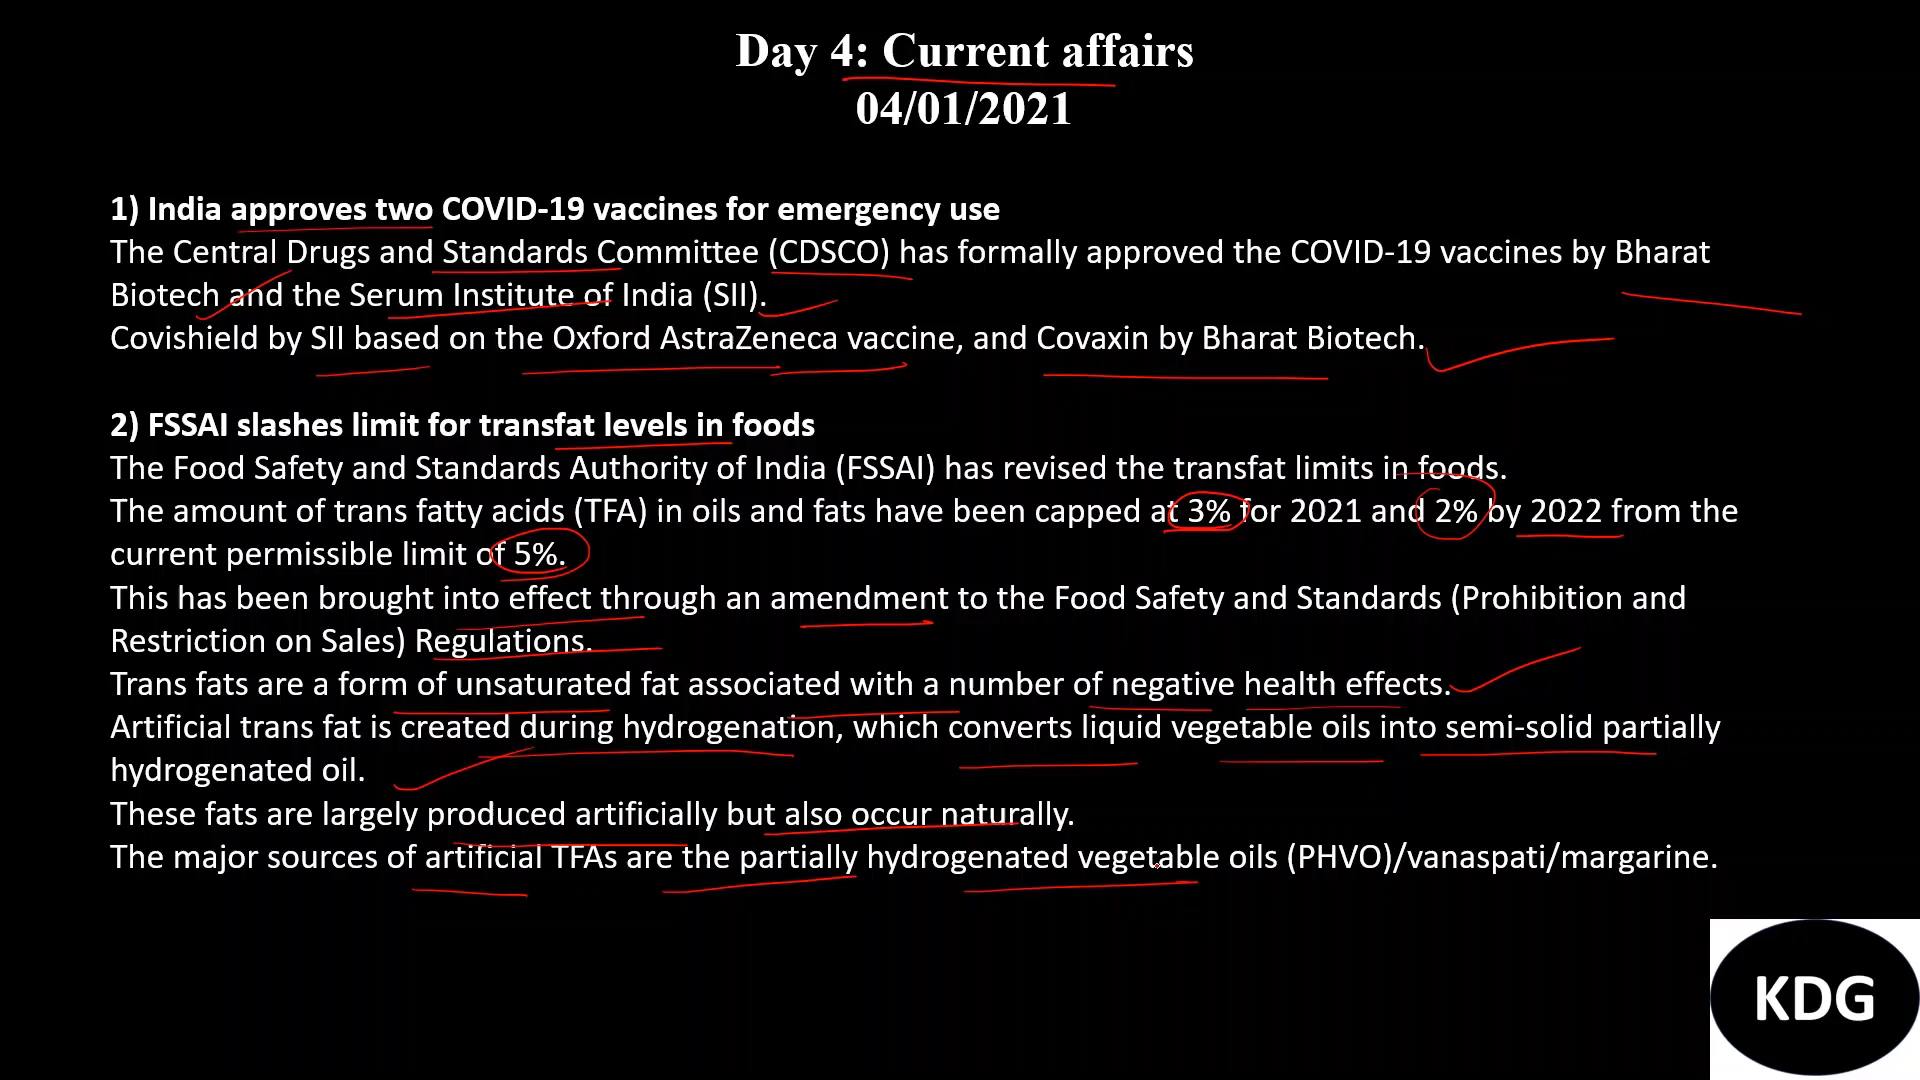 Day 4: Current affairs
04/01/2021
1) India approves two COVID-19 vaccines for emergency use
The Central Drugs and Standards Committee (CDSCO) has formally approved the COVID-19 vaccines by Bharat
Biotech and the Serum Institute of India (SII).
Covishield by SII based on the Oxford AstraZeneca vaccine, and Covaxin by Bharat Biotech.
2) FSSAI slashes limit for transfat levels in foods
The Food Safety and Standards Authority of India (FSSAI) has revised the transfat limits in foods.
The amount of trans fatty acids (TFA) in oils and fats have been capped at 3% for 2021 and 2% by 2022 from the
current permissible limit of 5%.
This has been brought into effect through an amendment to the Food Safety and Standards (Prohibition and
Restriction on Sales) Regulations.
Trans fats are a form of unsaturated fat associated with a number of negative health effects.
Artificial trans fat is created during hydrogenation, which converts liquid vegetable oils into semi-solid partially
hydrogenated oil.
These fats are largely produced artificially but also occur naturally.
The major sources of artificial TFAs are the partially hydrogenated vegetable oils (PHVO)/vanaspati/margarine.
KDG